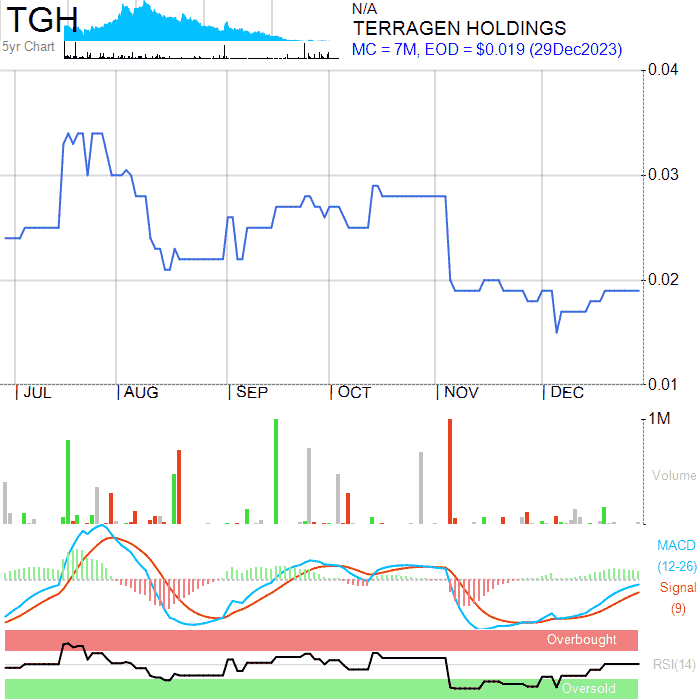 TGH
5yr Chart
N/A
TERRAGEN HOLDINGS
MC = 7M, EOD = $0.019 (29Dec2023)
0.04
0.03
0.02
0.01
JUL AUG SEP OCT NOV DEC
1M
Volume
MACD
(12-26)
Signal
(9)
Overbought
RSI(14)
Oversold